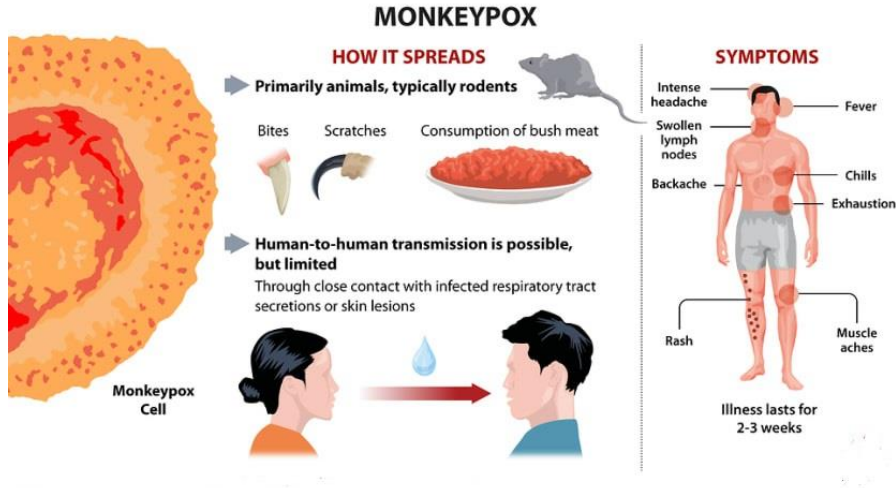 MONKEYPOX
HOW IT SPREADS
Primarily animals, typically rodents
Bites
Scratches
Consumption of bush meat
Human-to-human transmission is possible,
but limited
Through close contact with infected respiratory tract
secretions or skin lesions
Monkeypox
Cell
SYMPTOMS
Intense
headache
Fever
Swollen
lymph
nodes
Backache
Chills
Exhaustion
Rash
Muscle
aches
Illness lasts for
2-3 weeks